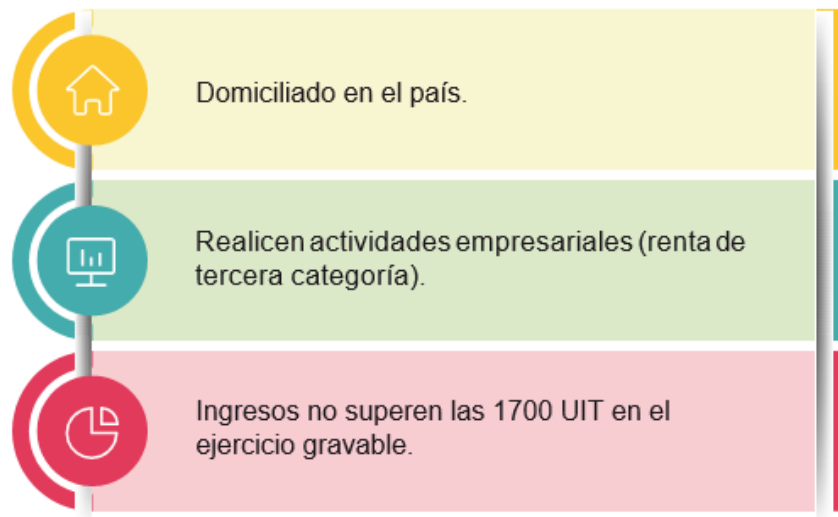 Domiciliado en el país.
Realicen actividades empresariales (renta de
tercera categoría).
Ingresos no superen las 1700 UIT en el
ejercicio gravable.